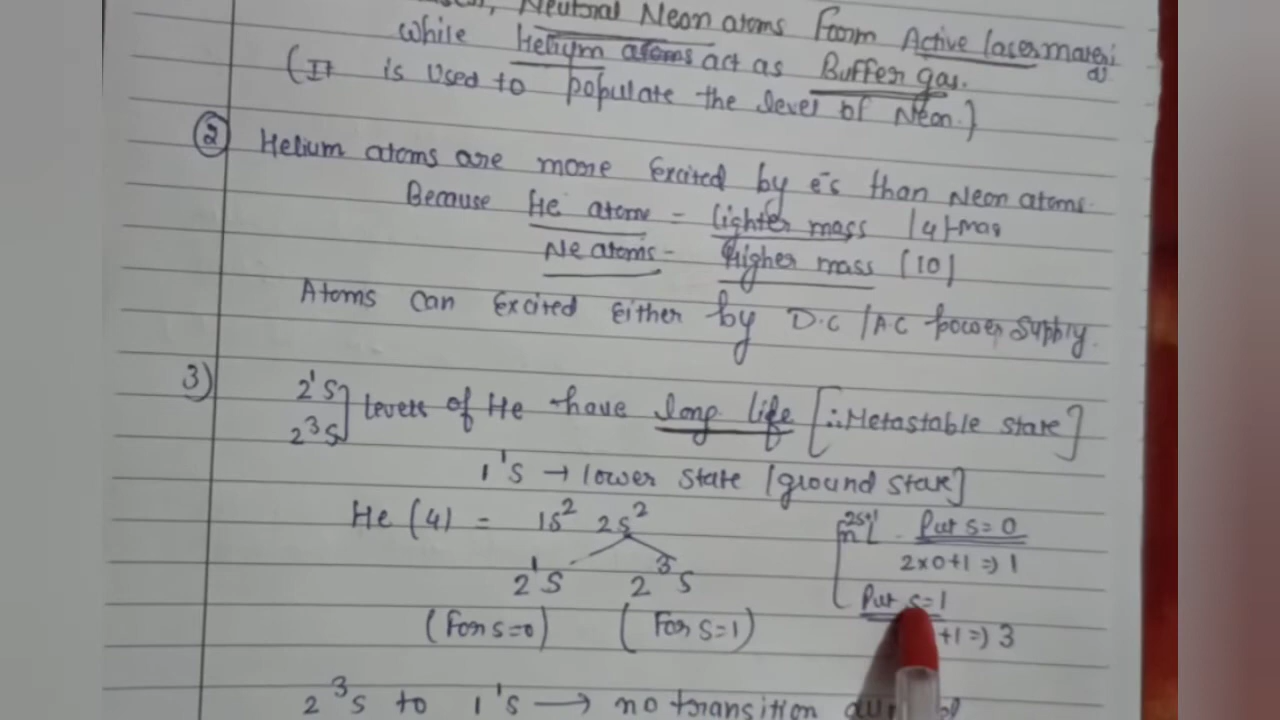 Neutral Neon atoms Form Active laser materi
al
while Helium atoms act as Buffer gas.
(It is used to populate the level of Neon.)
② Helium atoms are more Excited by e's than Neon atoms.
Because He atoms - lighter mass (4)
Ne atoms - Higher mass (10)
Atoms can Excited Either by D.C / A.C power supply.
3) 2¹S
2³S
levels of He have long life [∴ Metastable state]
1¹S → lower state [ground state]
He (4) = 1s² 2s²
2¹S 2³S
(For s=0) (For s=1)
n²ˢ⁺¹L Put s=0
2×0+1 ⇒ 1
Put s=1
+1 ⇒ 3
2³S to 1¹S → no transition